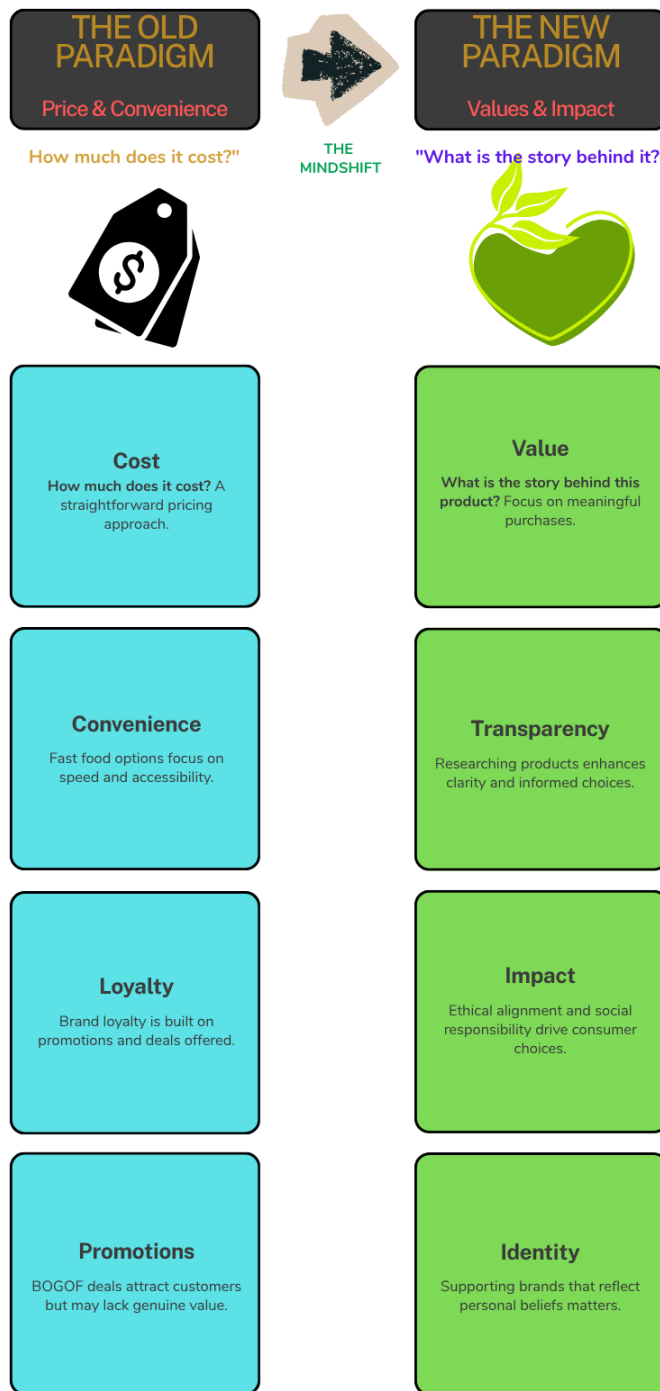 THE OLD
PARADIGM
Price & Convenience
How much does it cost?"
THE
MINDSHIFT
THE NEW
PARADIGM
Values & Impact
"What is the story behind it?
$
Cost
How much does it cost? A
straightforward pricing
approach.
Value
What is the story behind this
product? Focus on meaningful
purchases.
Convenience
Fast food options focus on
speed and accessibility.
Transparency
Researching products enhances
clarity and informed choices.
Loyalty
Brand loyalty is built on
promotions and deals offered.
Impact
Ethical alignment and social
responsibility drive consumer
choices.
Promotions
BOGOF deals attract customers
but may lack genuine value.
Identity
Supporting brands that reflect
personal beliefs matters.